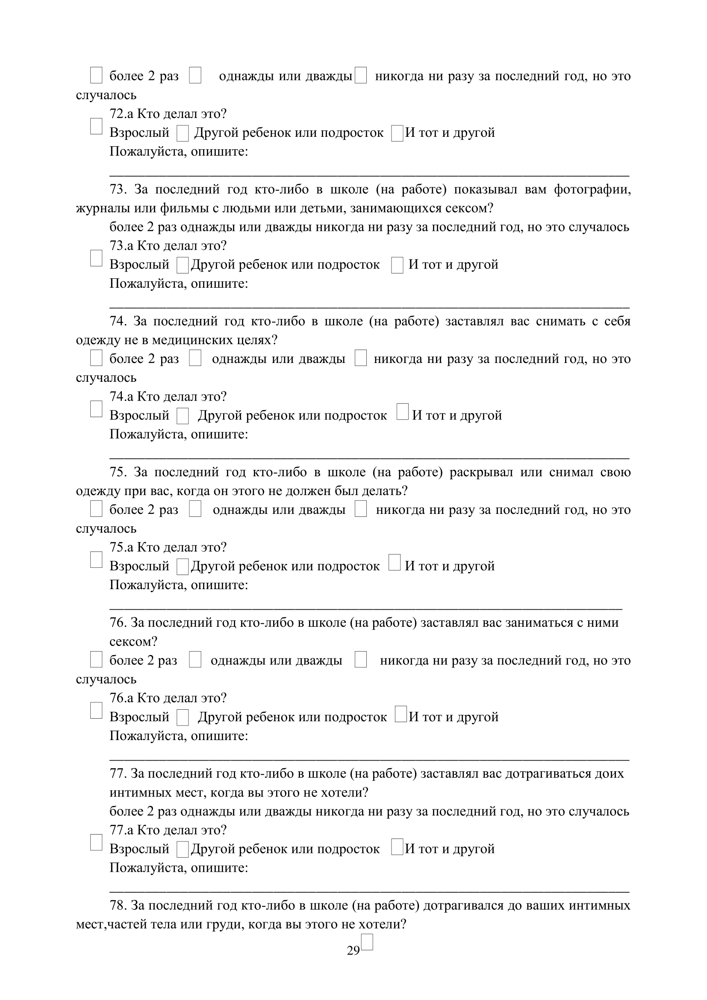 более 2 раз однажды или дважды никогда ни разу за последний год, но это
случалось
72.а Кто делал это?
Взрослый Другой ребенок или подросток И тот и другой
Пожалуйста, опишите:
73. За последний год кто-либо в школе (на работе) показывал вам фотографии,
журналы или фильмы с людьми или детьми, занимающихся сексом?
более 2 раз однажды или дважды никогда ни разу за последний год, но это случалось
73.а Кто делал это?
Взрослый Другой ребенок или подросток И тот и другой
Пожалуйста, опишите:
74. За последний год кто-либо в школе (на работе) заставлял вас снимать с себя
одежду не в медицинских целях?
более 2 раз однажды или дважды никогда ни разу за последний год, но это
случалось
74.а Кто делал это?
Взрослый Другой ребенок или подросток И тот и другой
Пожалуйста, опишите:
75. За последний год кто-либо в школе (на работе) раскрывал или снимал свою
одежду при вас, когда он этого не должен был делать?
более 2 раз однажды или дважды никогда ни разу за последний год, но это
случалось
75.а Кто делал это?
Взрослый Другой ребенок или подросток И тот и другой
Пожалуйста, опишите:
76. За последний год кто-либо в школе (на работе) заставлял вас заниматься с ними
сексом?
более 2 раз однажды или дважды никогда ни разу за последний год, но это
случалось
76.а Кто делал это?
Взрослый Другой ребенок или подросток И тот и другой
Пожалуйста, опишите:
77. За последний год кто-либо в школе (на работе) заставлял вас дотрагиваться доих
интимных мест, когда вы этого не хотели?
более 2 раз однажды или дважды никогда ни разу за последний год, но это случалось
77.а Кто делал это?
Взрослый Другой ребенок или подросток И тот и другой
Пожалуйста, опишите:
78. За последний год кто-либо в школе (на работе) дотрагивался до ваших интимных
мест,частей тела или груди, когда вы этого не хотели?
29